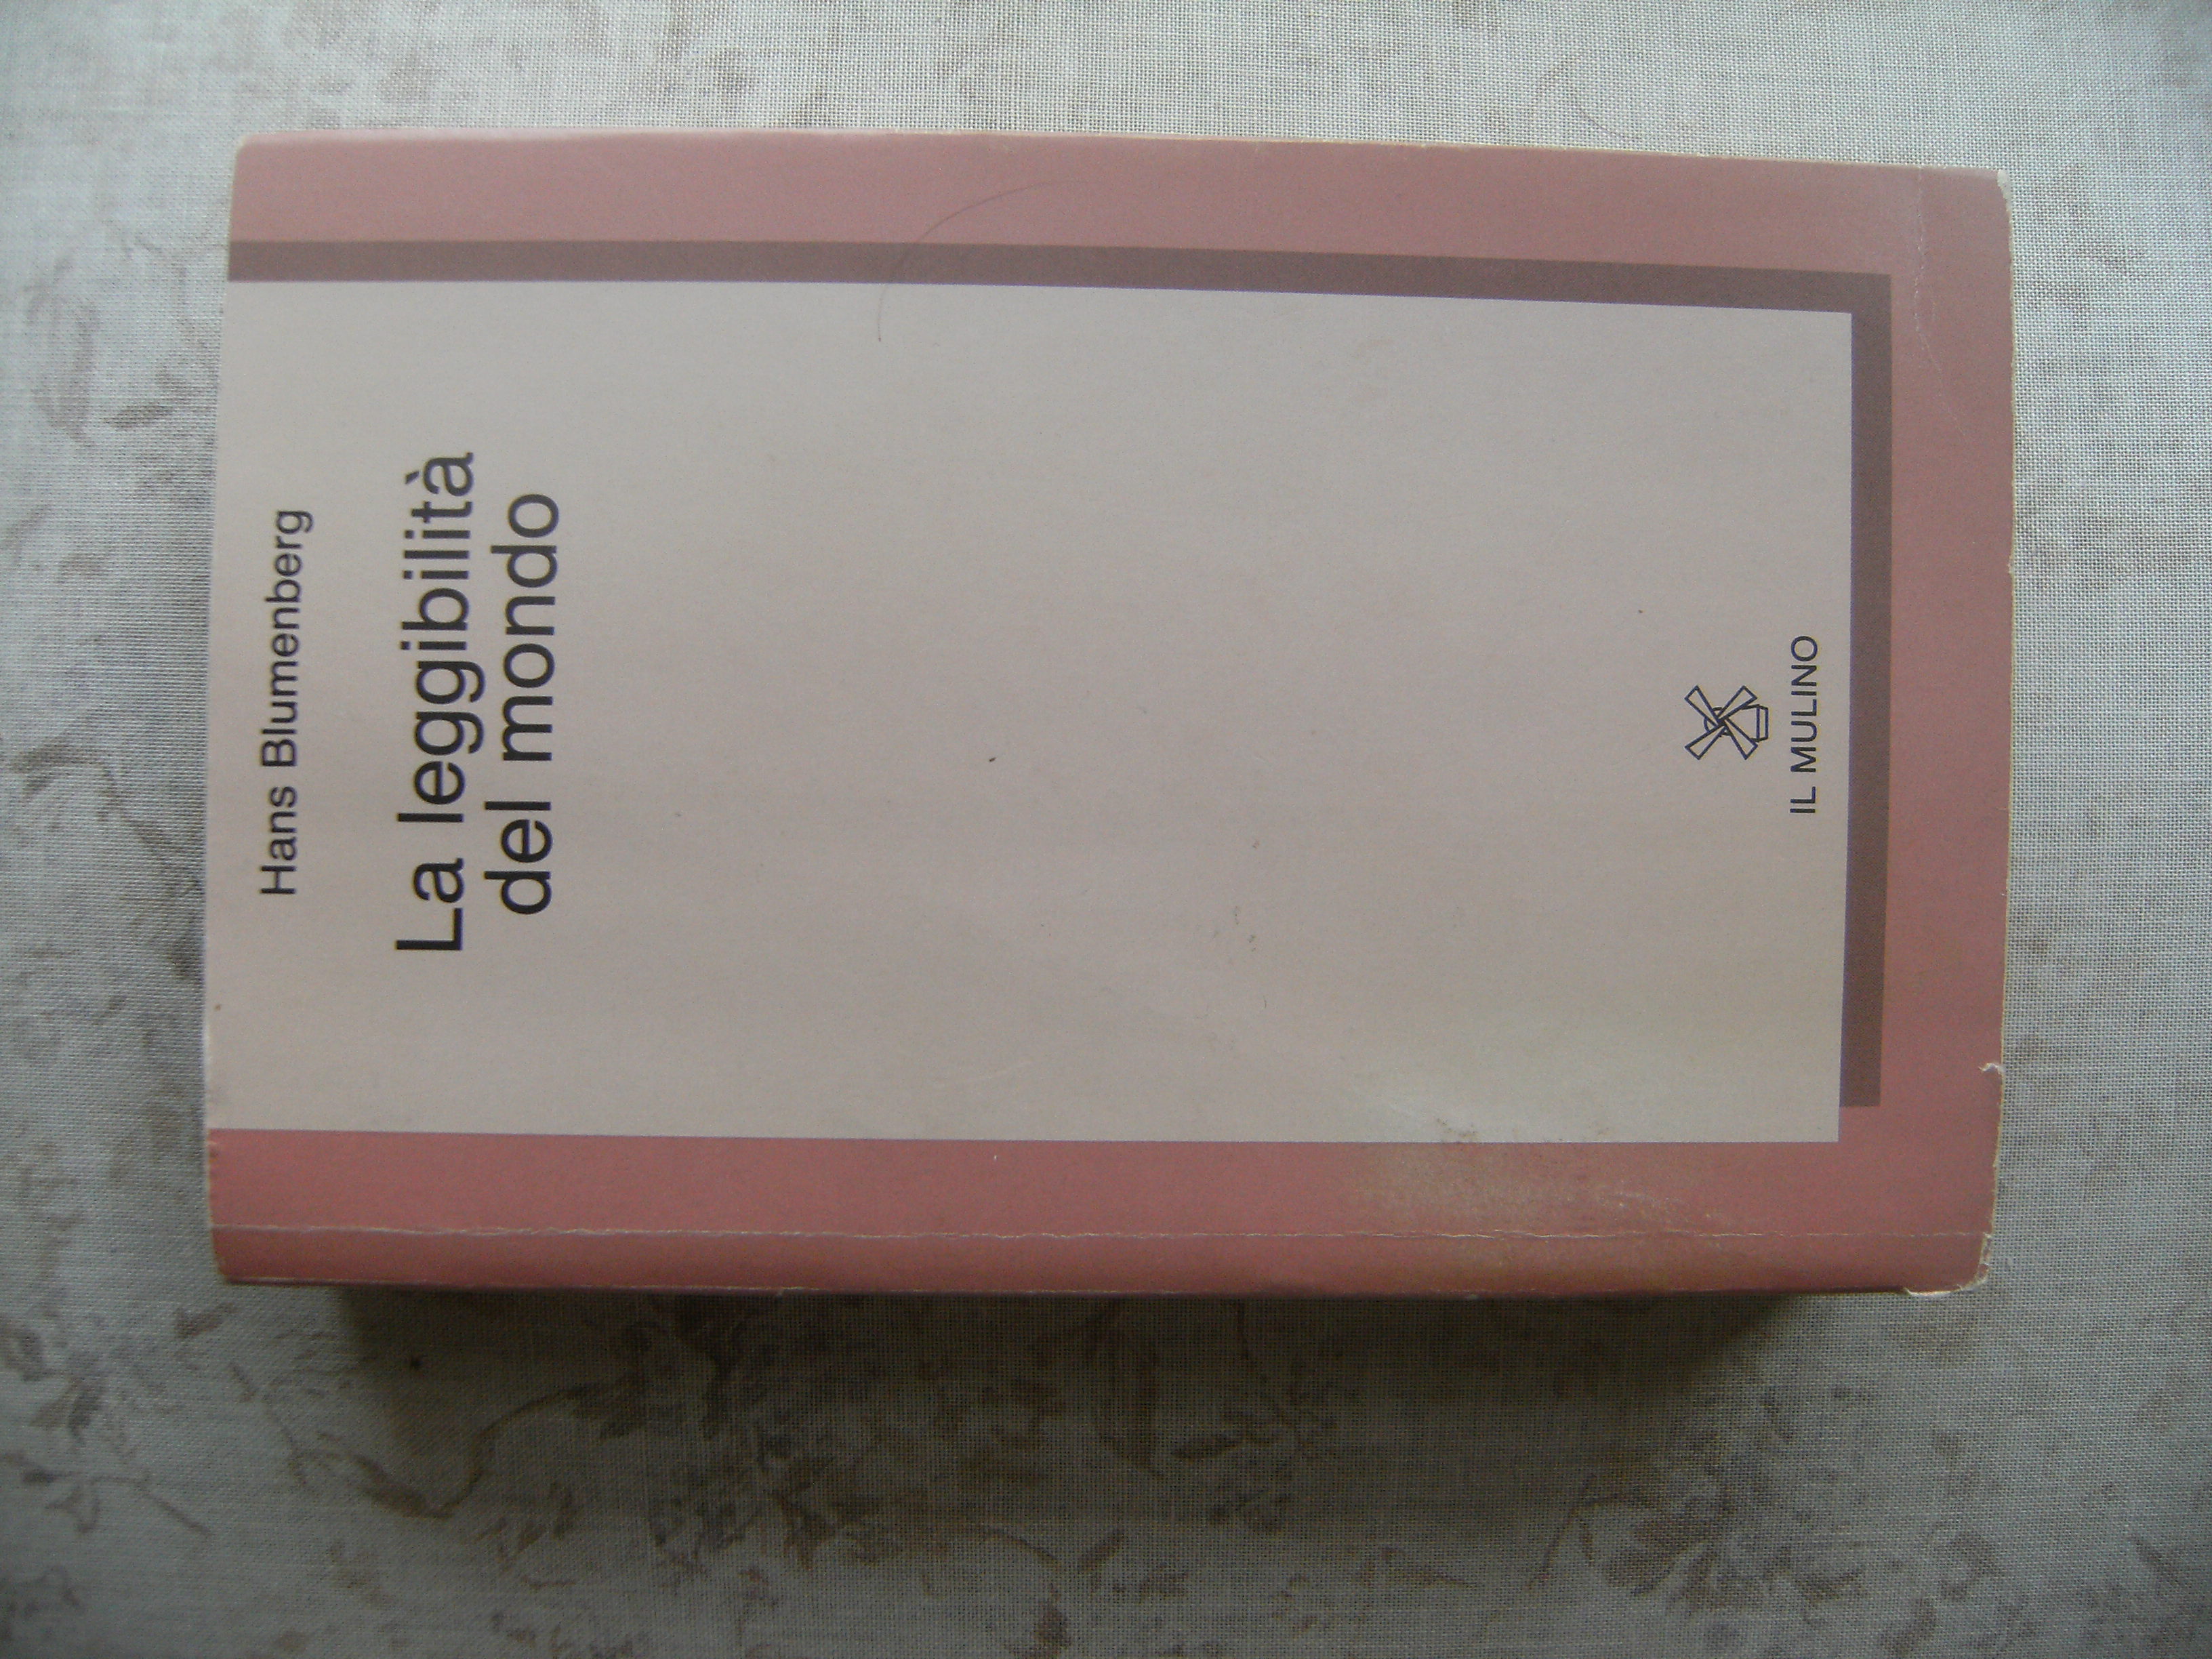 Hans Blumenberg
La leggibilità
del mondo
IL MULINO